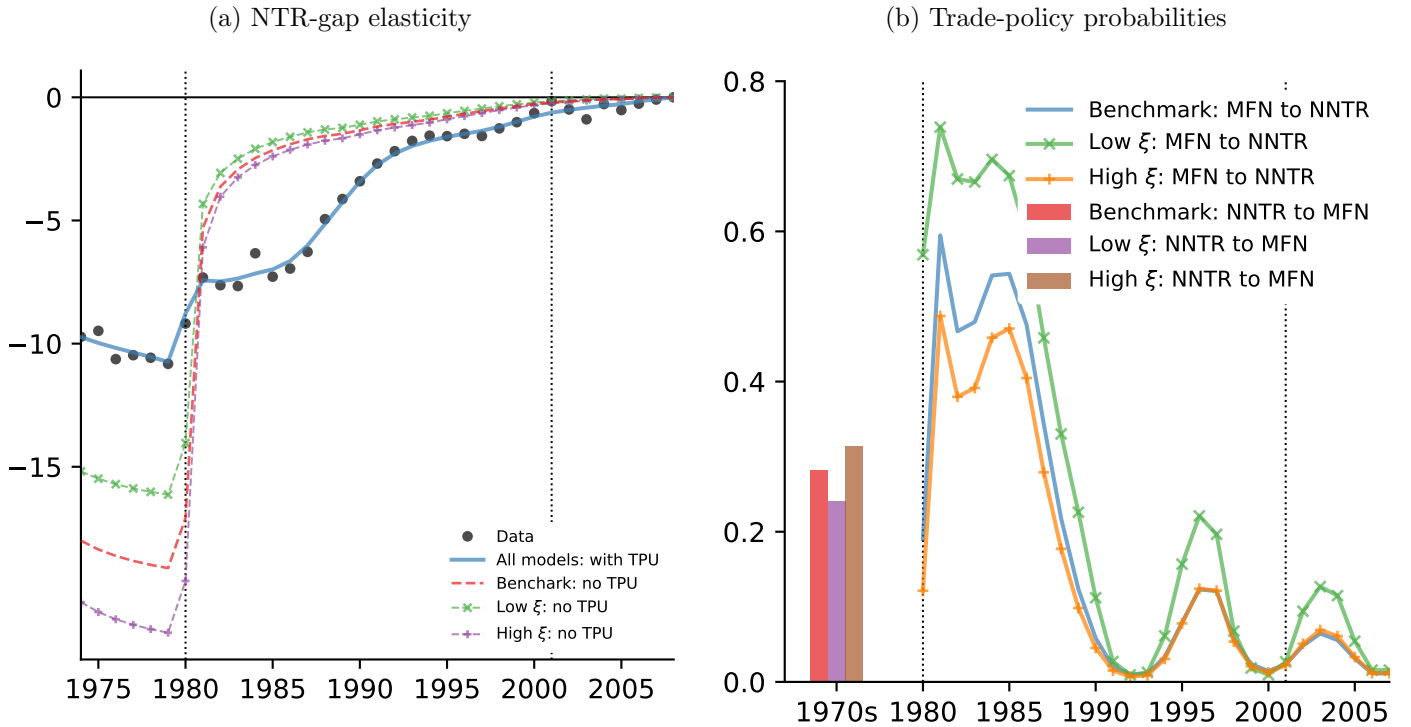 (a) NTR-gap elasticity
0
−5
−10
−15
1975 1980 1985 1990 1995 2000 2005
Data
All models: with TPU
Benchark: no TPU
Low ξ: no TPU
High ξ: no TPU
(b) Trade-policy probabilities
0.8
0.6
0.4
0.2
0.0
1970s 1980 1985 1990 1995 2000 2005
Benchmark: MFN to NNTR
Low ξ: MFN to NNTR
High ξ: MFN to NNTR
Benchmark: NNTR to MFN
Low ξ: NNTR to MFN
High ξ: NNTR to MFN